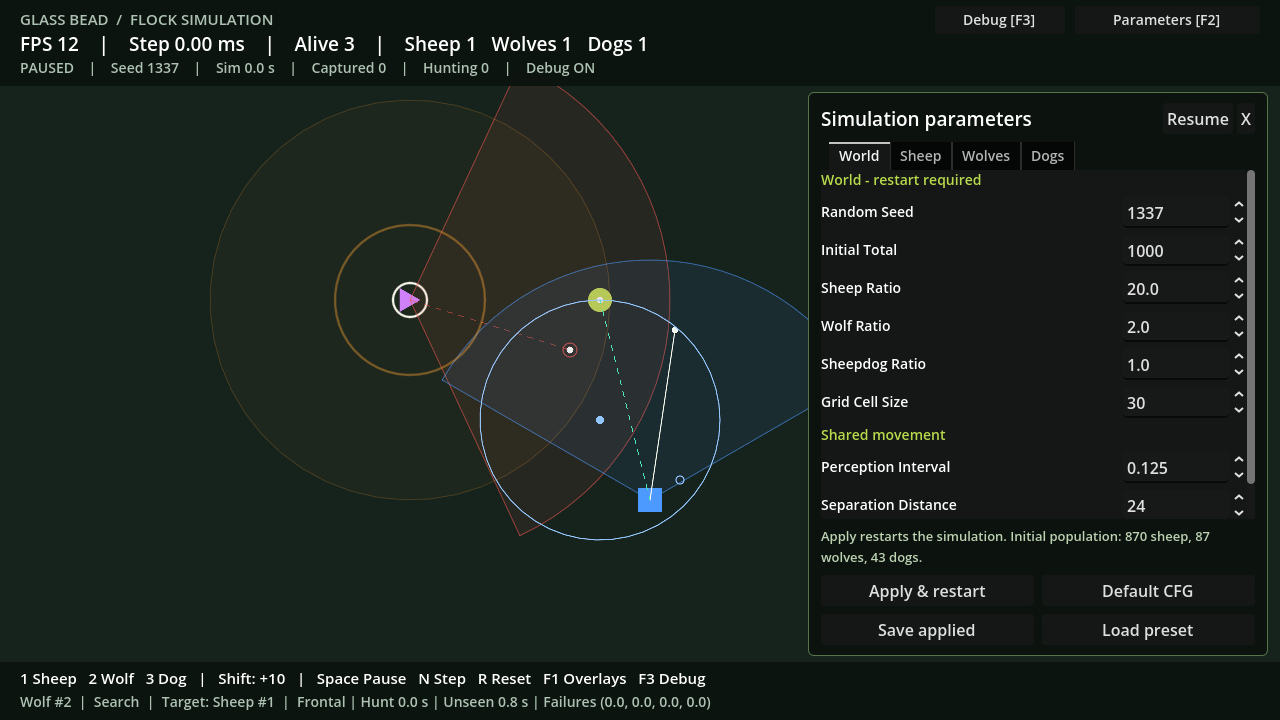 GLASS BEAD / FLOCK SIMULATION
Debug [F3]
Parameters [F2]
FPS 12 | Step 0.00 ms | Alive 3 | Sheep 1 Wolves 1 Dogs 1
PAUSED | Seed 1337 | Sim 0.0 s | Captured 0 | Hunting 0 | Debug ON
Simulation parameters
Resume
X
World Sheep Wolves Dogs
World - restart required
Random Seed 1337
Initial Total 1000
Sheep Ratio 20.0
Wolf Ratio 2.0
Sheepdog Ratio 1.0
Grid Cell Size 30
Shared movement
Perception Interval 0.125
Separation Distance 24
Apply restarts the simulation. Initial population: 870 sheep, 87
wolves, 43 dogs.
Apply & restart
Default CFG
Save applied
Load preset
1 Sheep 2 Wolf 3 Dog | Shift: +10 | Space Pause N Step R Reset F1 Overlays F3 Debug
Wolf #2 | Search | Target: Sheep #1 | Frontal | Hunt 0.0 s | Unseen 0.8 s | Failures (0.0, 0.0, 0.0, 0.0)